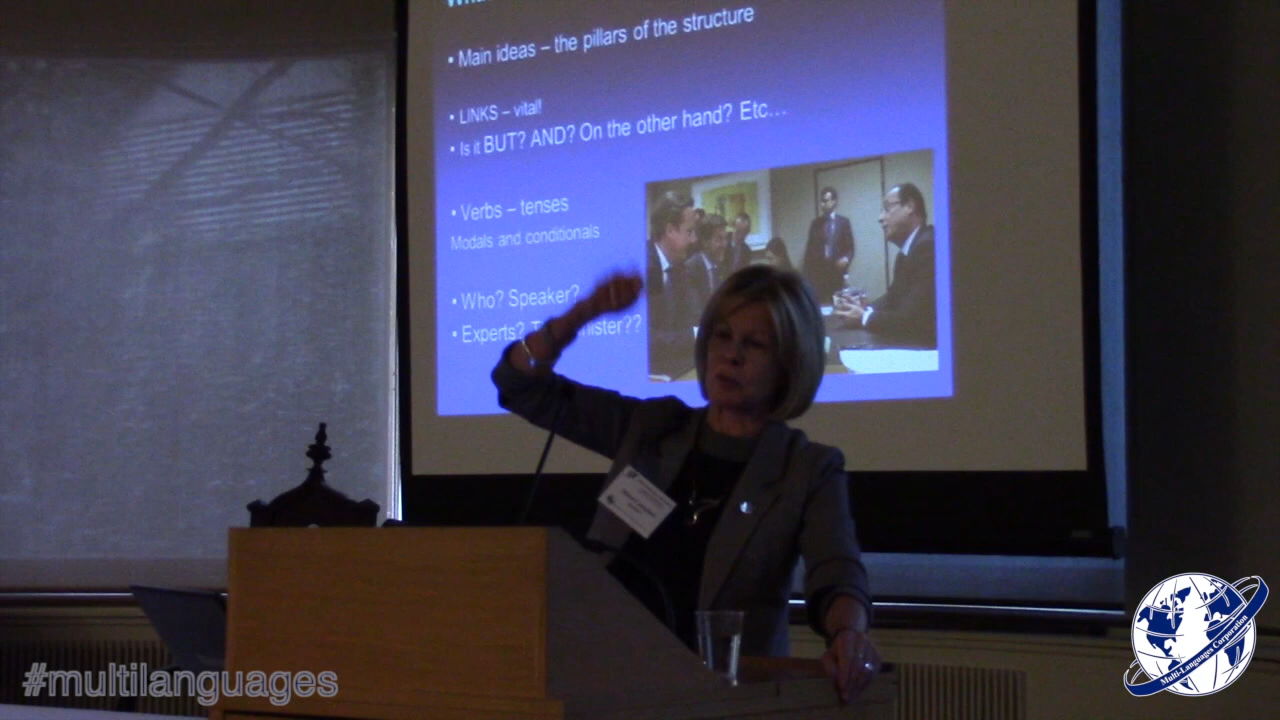 • Main ideas – the pillars of the structure
• LINKS – vital!
• Is it BUT? AND? On the other hand? Etc…
• Verbs – tenses
Modals and conditionals
• Who? Speaker?
• Experts?
#multilanguages
Multi-Languages Corporation